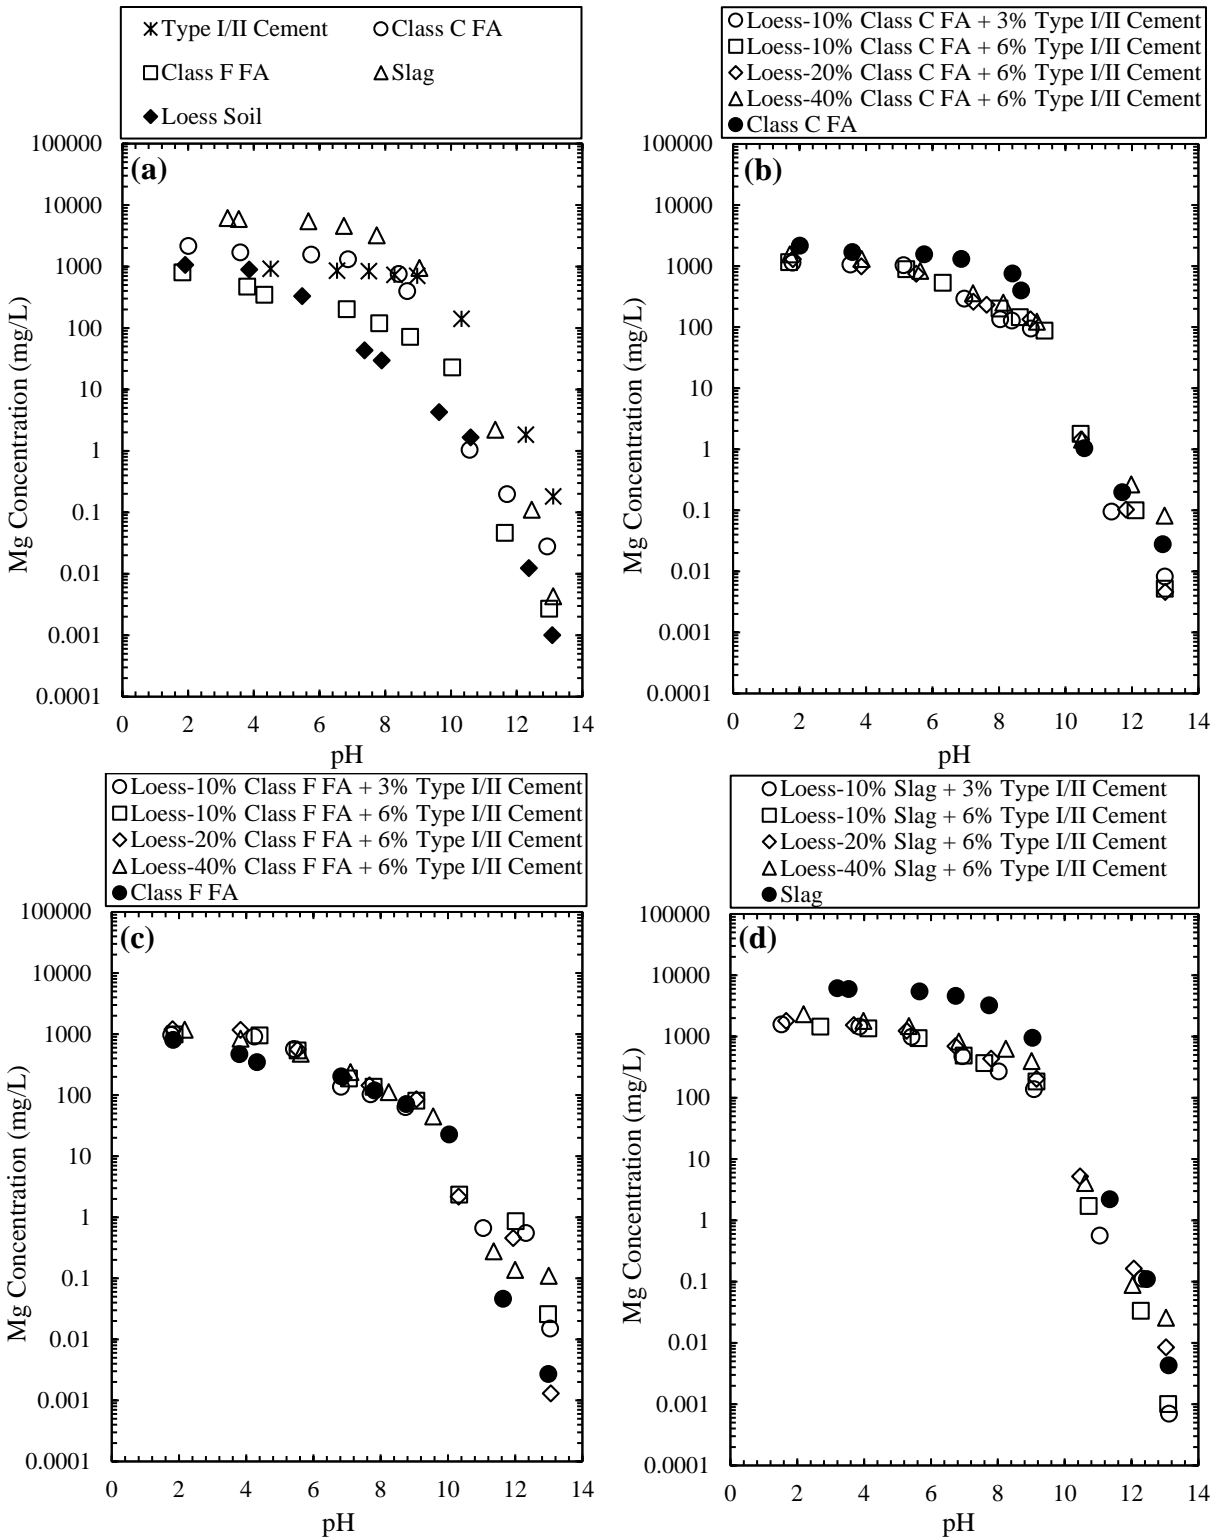 Type I/II Cement Class C FA
Class F FA Slag
Loess Soil
100000
10000
1000
100
10
1
0.1
0.01
0.001
0.0001
(a)
Mg Concentration (mg/L)
0 2 4 6 8 10 12 14
pH
Loess-10% Class C FA + 3% Type I/II Cement
Loess-10% Class C FA + 6% Type I/II Cement
Loess-20% Class C FA + 6% Type I/II Cement
Loess-40% Class C FA + 6% Type I/II Cement
Class C FA
100000
10000
1000
100
10
1
0.1
0.01
0.001
0.0001
(b)
Mg Concentration (mg/L)
0 2 4 6 8 10 12 14
pH
Loess-10% Class F FA + 3% Type I/II Cement
Loess-10% Class F FA + 6% Type I/II Cement
Loess-20% Class F FA + 6% Type I/II Cement
Loess-40% Class F FA + 6% Type I/II Cement
Class F FA
100000
10000
1000
100
10
1
0.1
0.01
0.001
0.0001
(c)
Mg Concentration (mg/L)
0 2 4 6 8 10 12 14
pH
Loess-10% Slag + 3% Type I/II Cement
Loess-10% Slag + 6% Type I/II Cement
Loess-20% Slag + 6% Type I/II Cement
Loess-40% Slag + 6% Type I/II Cement
Slag
100000
10000
1000
100
10
1
0.1
0.01
0.001
0.0001
(d)
Mg Concentration (mg/L)
0 2 4 6 8 10 12 14
pH